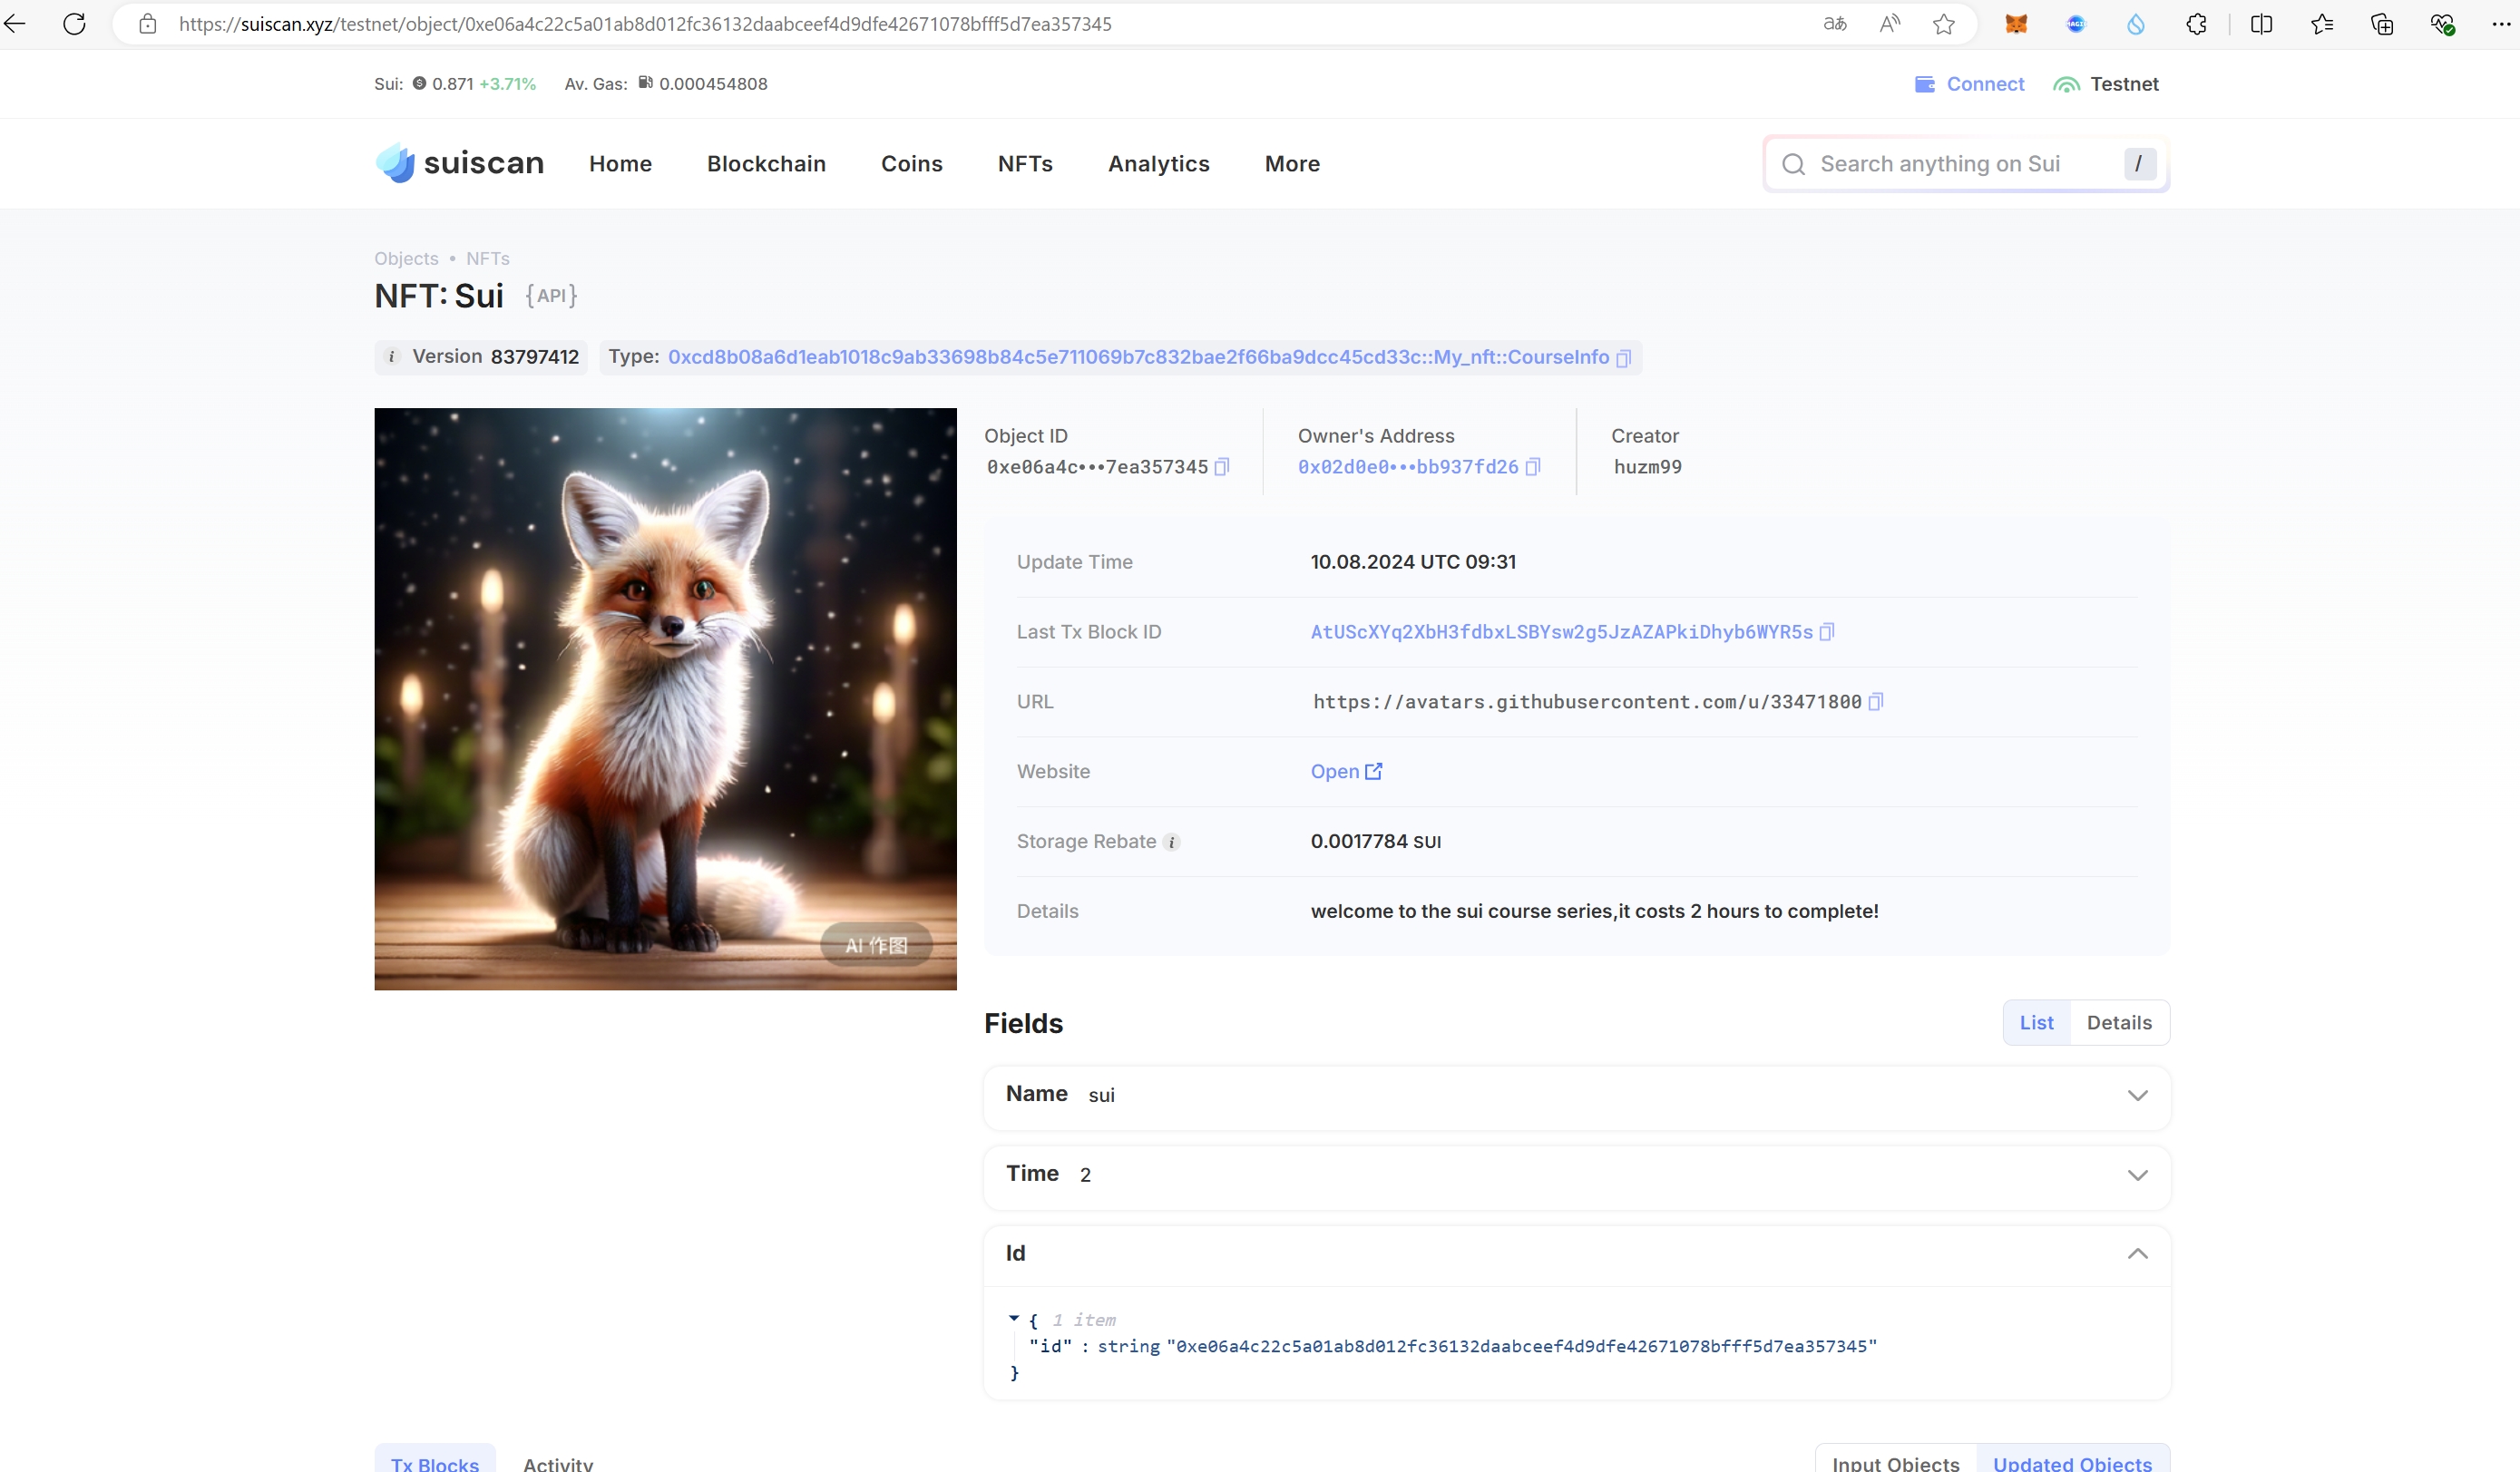 https://suiscan.xyz/testnet/object/0xe06a4c22c5a01ab8d012fc36132daabceef4d9dfe42671078bfff5d7ea357345
Sui: 0.871 +3.71% Av. Gas: 0.000454808
Connect Testnet
suiscan Home Blockchain Coins NFTs Analytics More
Search anything on Sui /
Objects • NFTs
NFT: Sui {API}
i Version 83797412 Type: 0xcd8b08a6d1eab1018c9ab33698b84c5e711069b7c832bae2f66ba9dcc45cd33c::My_nft::CourseInfo
AI 作图
Object ID Owner's Address Creator
0xe06a4c•••7ea357345 0x02d0e0•••bb937fd26 huzm99
Update Time 10.08.2024 UTC 09:31
Last Tx Block ID AtUScXYq2XbH3fdbxLSBYsw2g5JzAZAPkiDhyb6WYR5s
URL https://avatars.githubusercontent.com/u/33471800
Website Open
Storage Rebate i 0.0017784 SUI
Details welcome to the sui course series,it costs 2 hours to complete!
Fields List Details
Name sui
Time 2
Id
{ 1 item
"id" : string "0xe06a4c22c5a01ab8d012fc36132daabceef4d9dfe42671078bfff5d7ea357345"
}
Tx Blocks Activity Input Objects Updated Objects